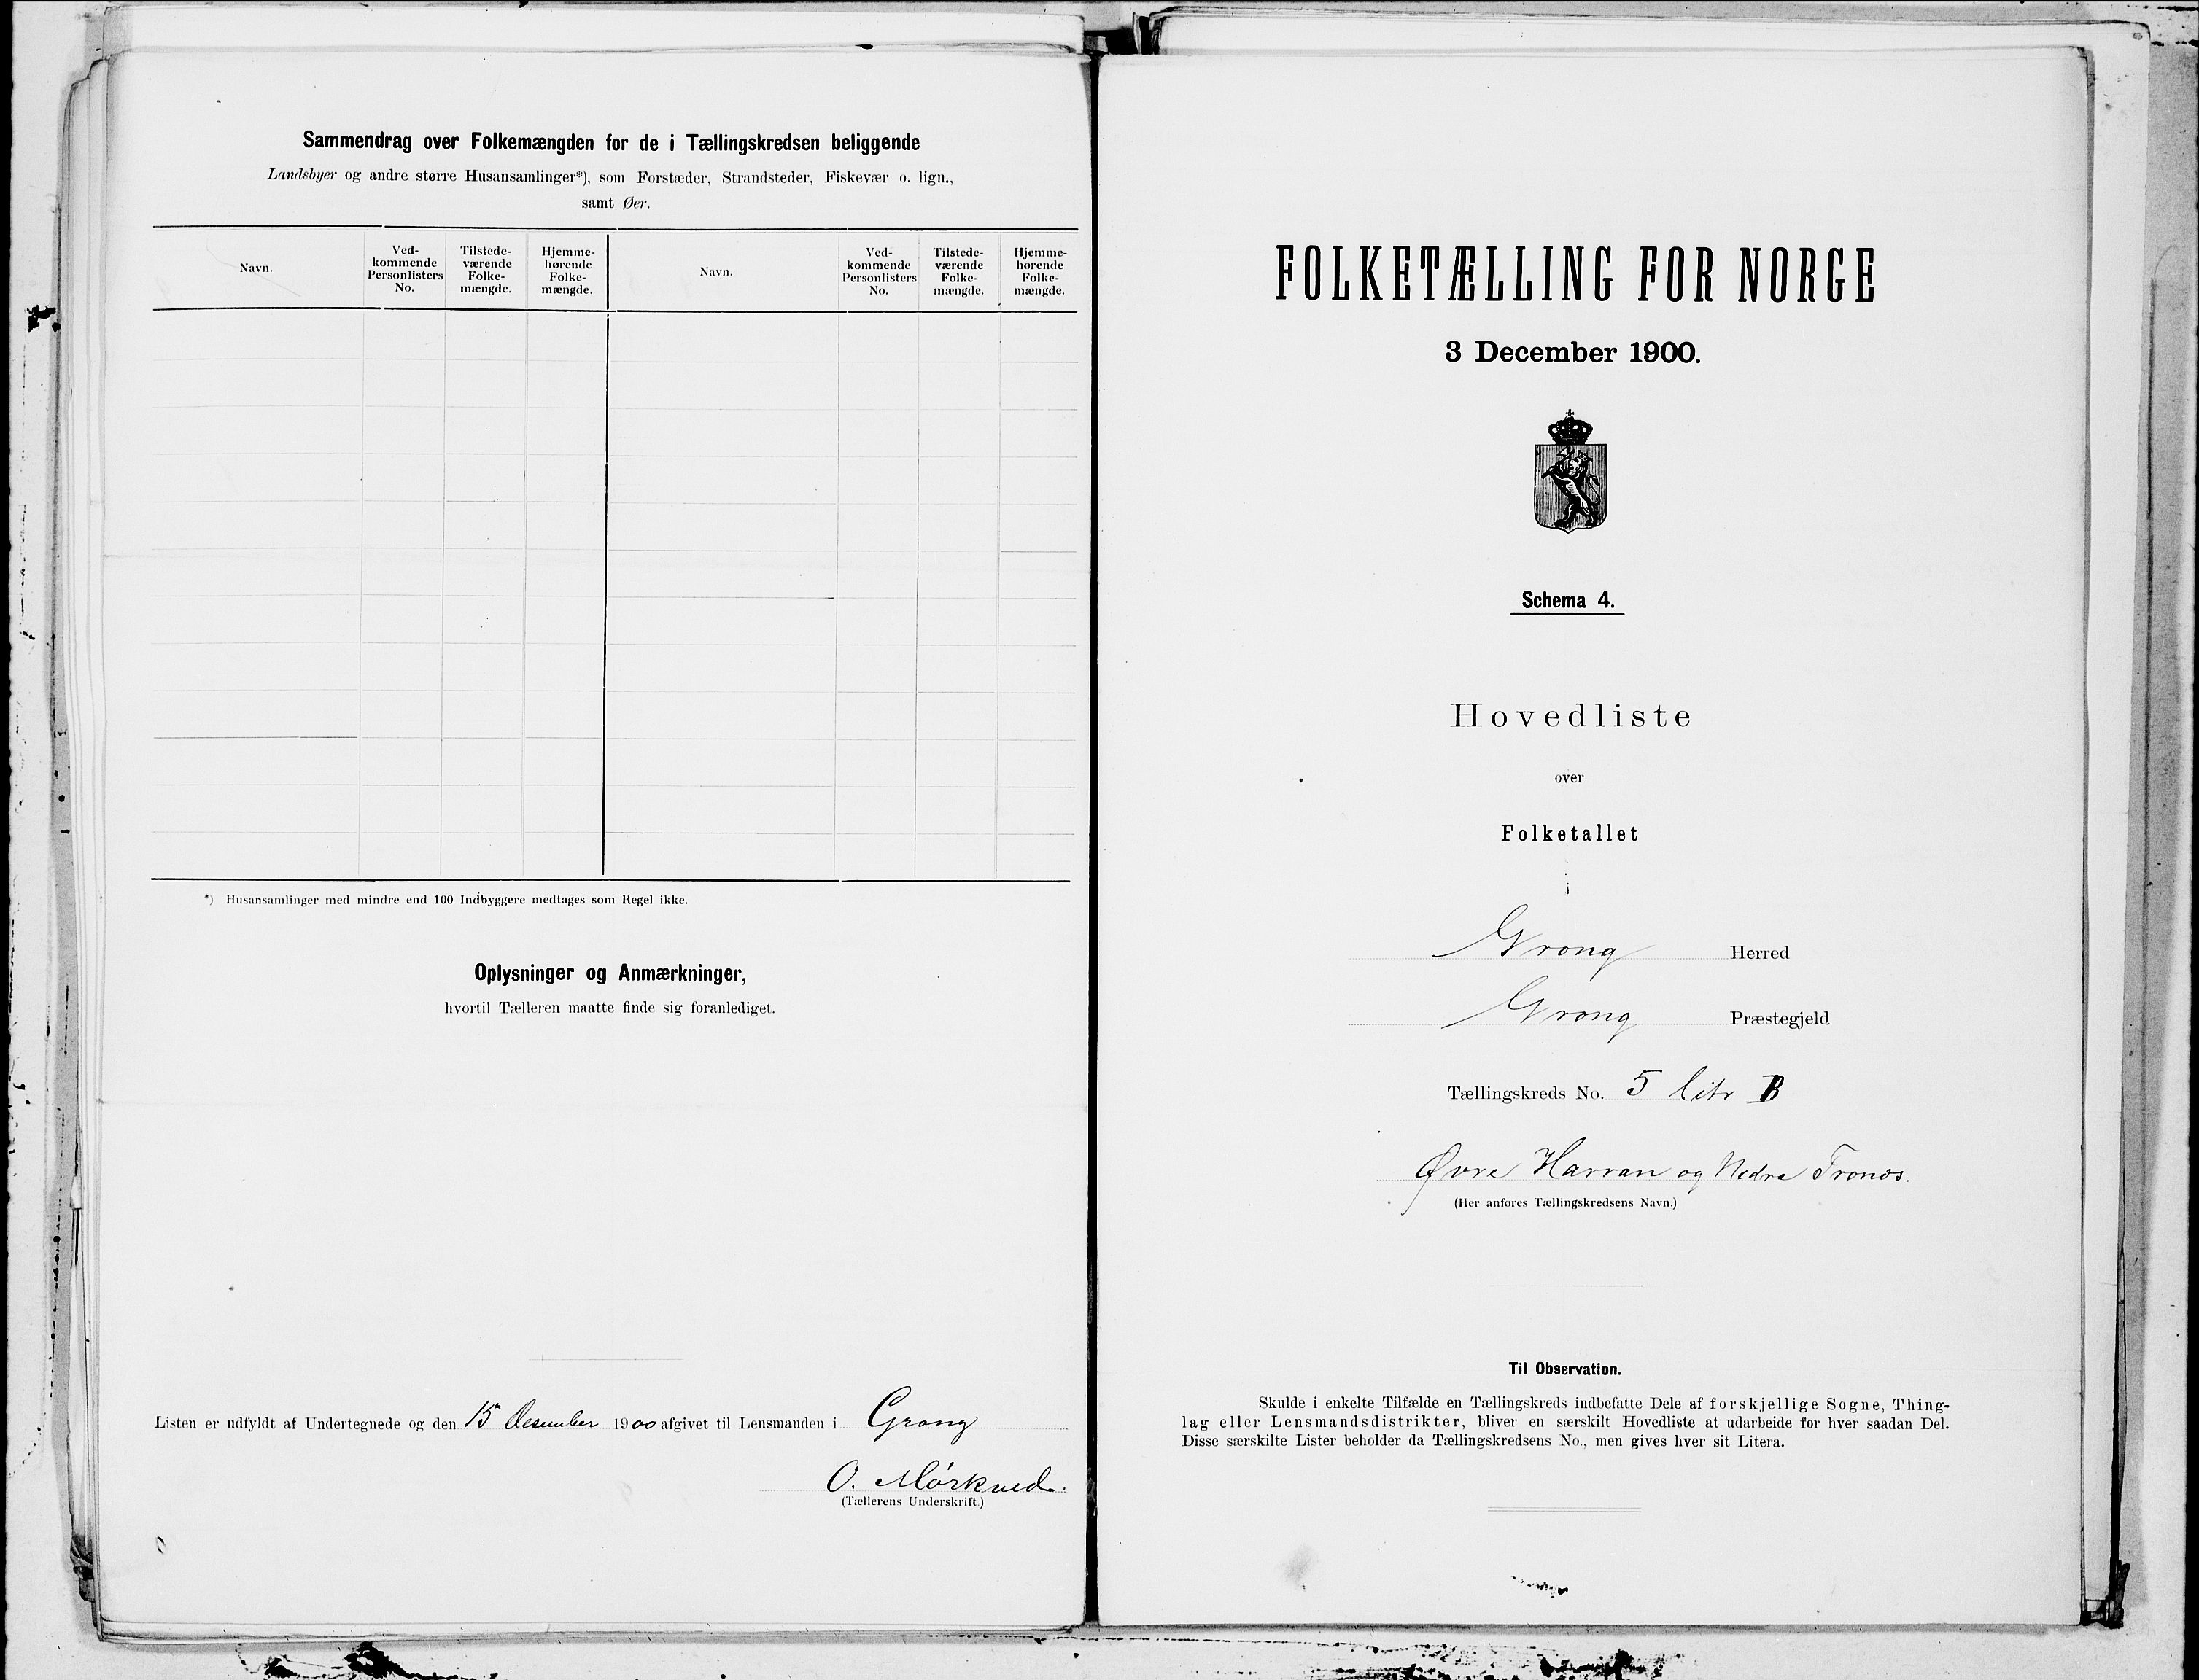 Sammendrag over Folkemængden for de i Tællingskredsen beliggende
Landsbyer og andre større Husansamlinger*), som Forstæder, Strandsteder, Fiskevær o. lign.,
samt Øer.
Navn.
Ved-
kommende
Personlisters
No.
Tilstede-
værende
Folke-
mængde.
Hjemme-
hørende
Folke-
mængde.
Navn.
Ved-
kommende
Personlisters
No.
Tilstede-
værende
Folke-
mængde.
Hjemme-
hørende
Folke-
mængde.
*) Husansamlinger med mindre end 100 Indbyggere medtages som Regel ikke.
Oplysninger og Anmærkninger,
hvortil Tælleren maatte finde sig foranlediget.
Listen er udfyldt af Undertegnede og den 15 Desember 1900 afgivet til Lensmanden i Grong
O. Mörkved.
(Tællerens Underskrift.)
FOLKETÆLLING FOR NORGE
3 December 1900.
Schema 4.
Hovedliste
over
Folketallet
i
Grong Herred
Grong Præstegjeld
Tællingskreds No. 5 litr B
Øvre Harran og Nedre Tronæs.
(Her anføres Tællingskredsens Navn.)
Til Observation.
Skulde i enkelte Tilfælde en Tællingskreds indbefatte Dele af forskjellige Sogne, Thing-
lag eller Lensmandsdistrikter, bliver en særskilt Hovedliste at udarbeide for hver saadan Del.
Disse særskilte Lister beholder da Tællingskredsens No., men gives hver sit Litera.